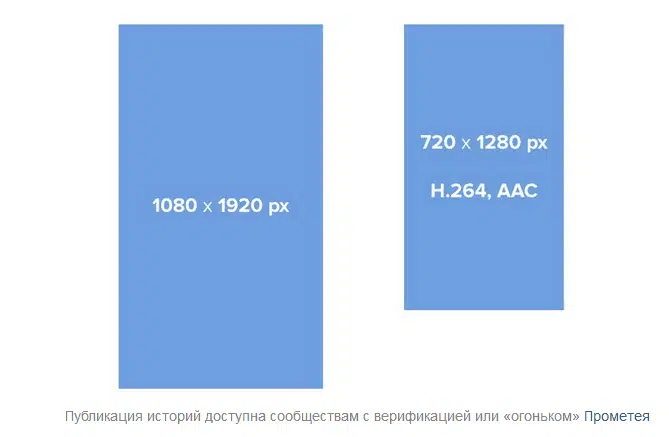 1080 x 1920 px
720 x 1280 px
H.264, AAC
Публикация историй доступна сообществам с верификацией или «огоньком» Прометея